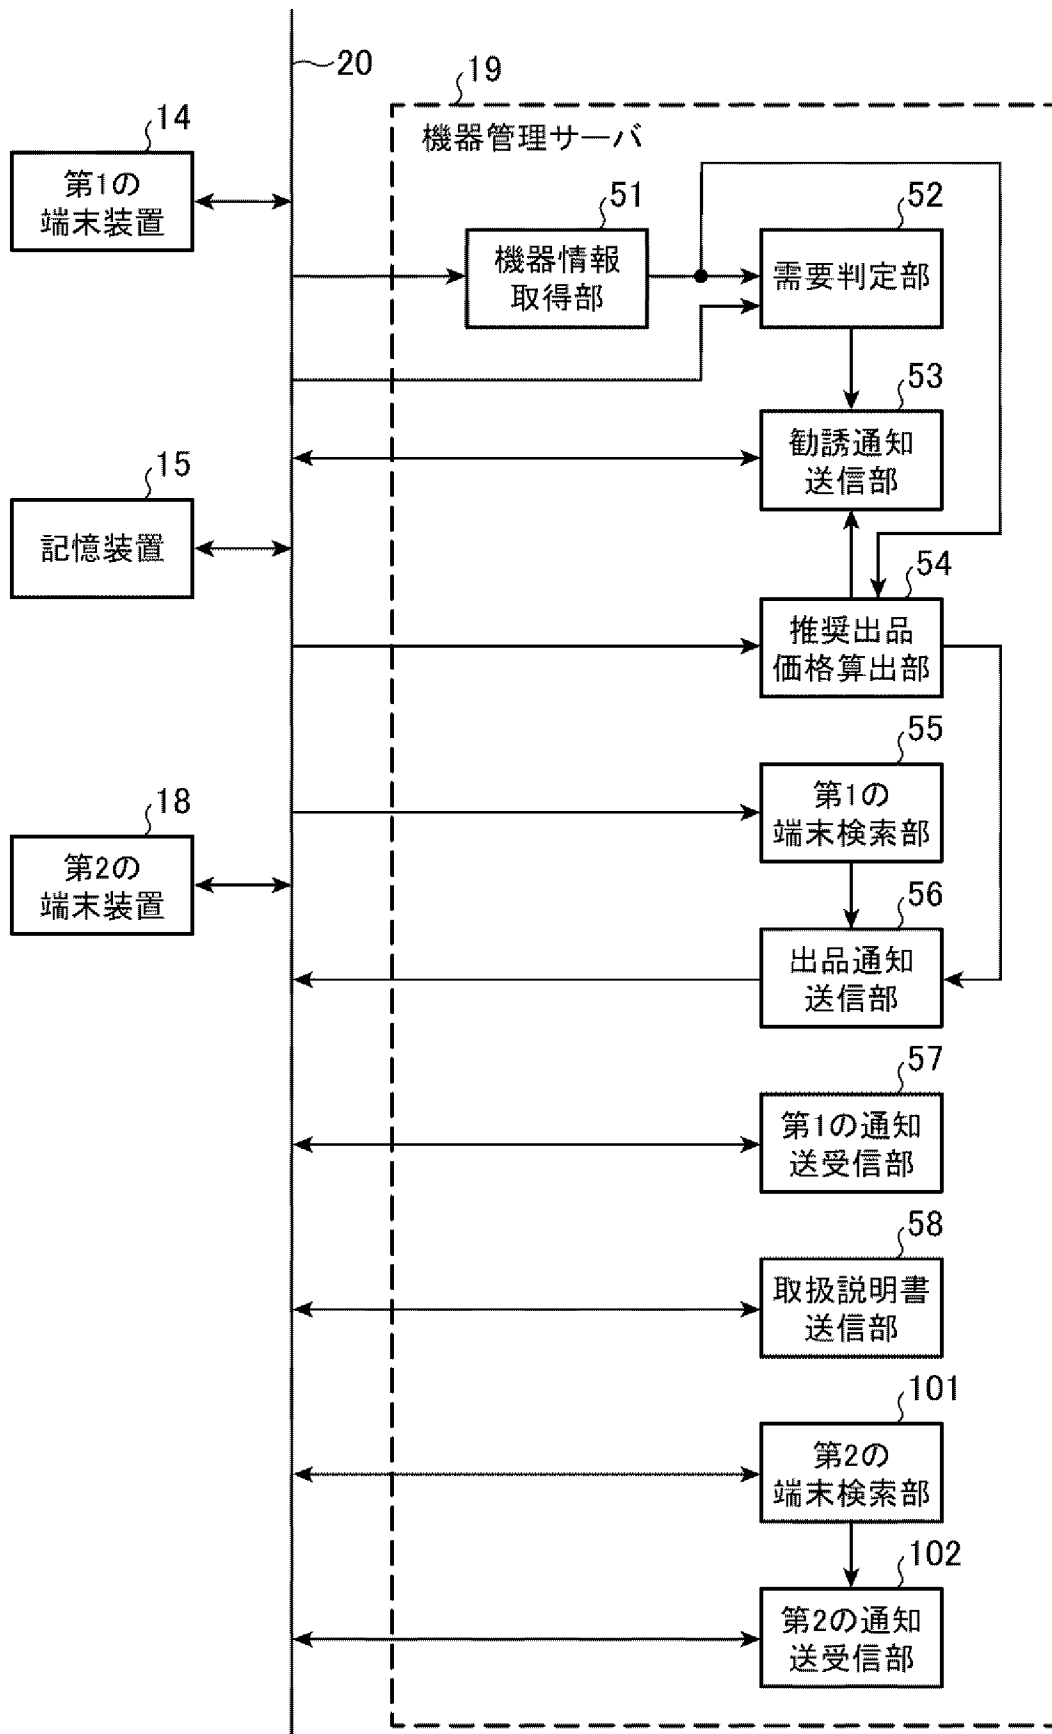 20
19
機器管理サーバ
14
第1の
端末装置
51
機器情報
取得部
52
需要判定部
53
勧誘通知
送信部
15
記憶装置
54
推奨出品
価格算出部
55
第1の
端末検索部
18
第2の
端末装置
56
出品通知
送信部
57
第1の通知
送受信部
58
取扱説明書
送信部
101
第2の
端末検索部
102
第2の通知
送受信部